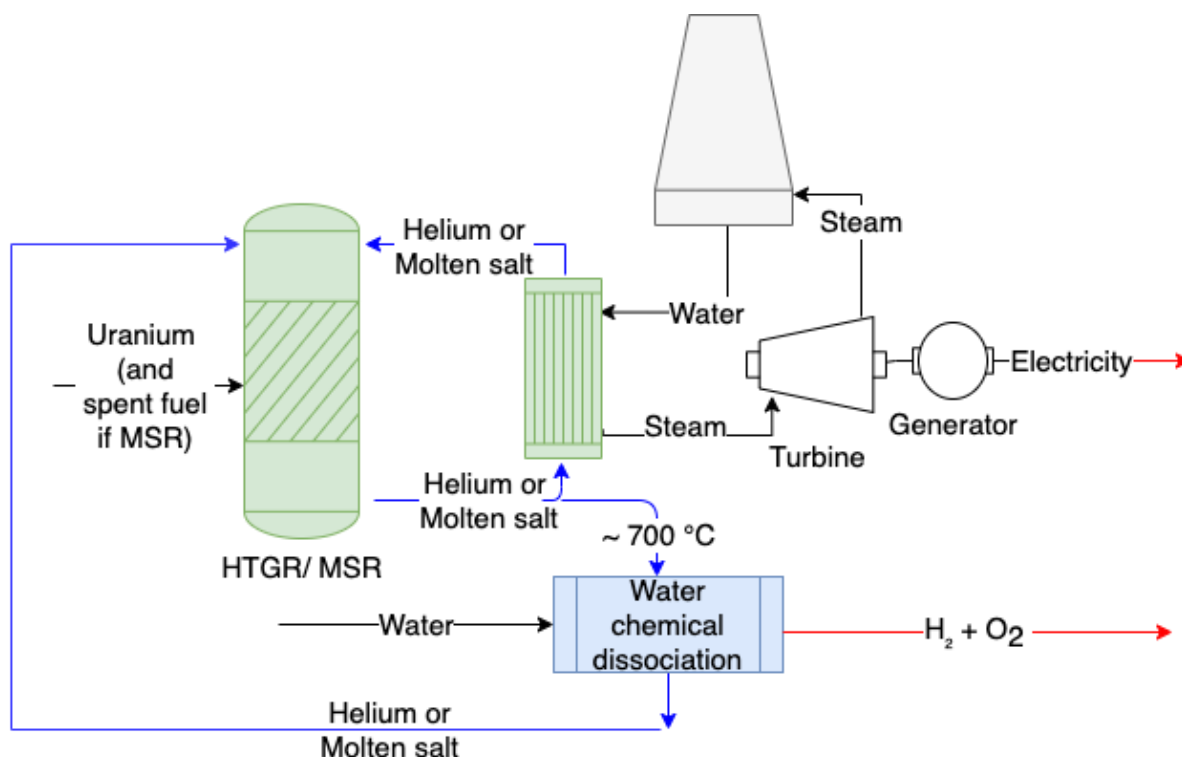 Steam
Helium or
Molten salt
Water
Uranium
(and
spent fuel
if MSR)
Electricity
Generator
Steam
Turbine
Helium or
Molten salt
~ 700 °C
HTGR/ MSR
Water
chemical
dissociation
Water
H₂ + O2
Helium or
Molten salt